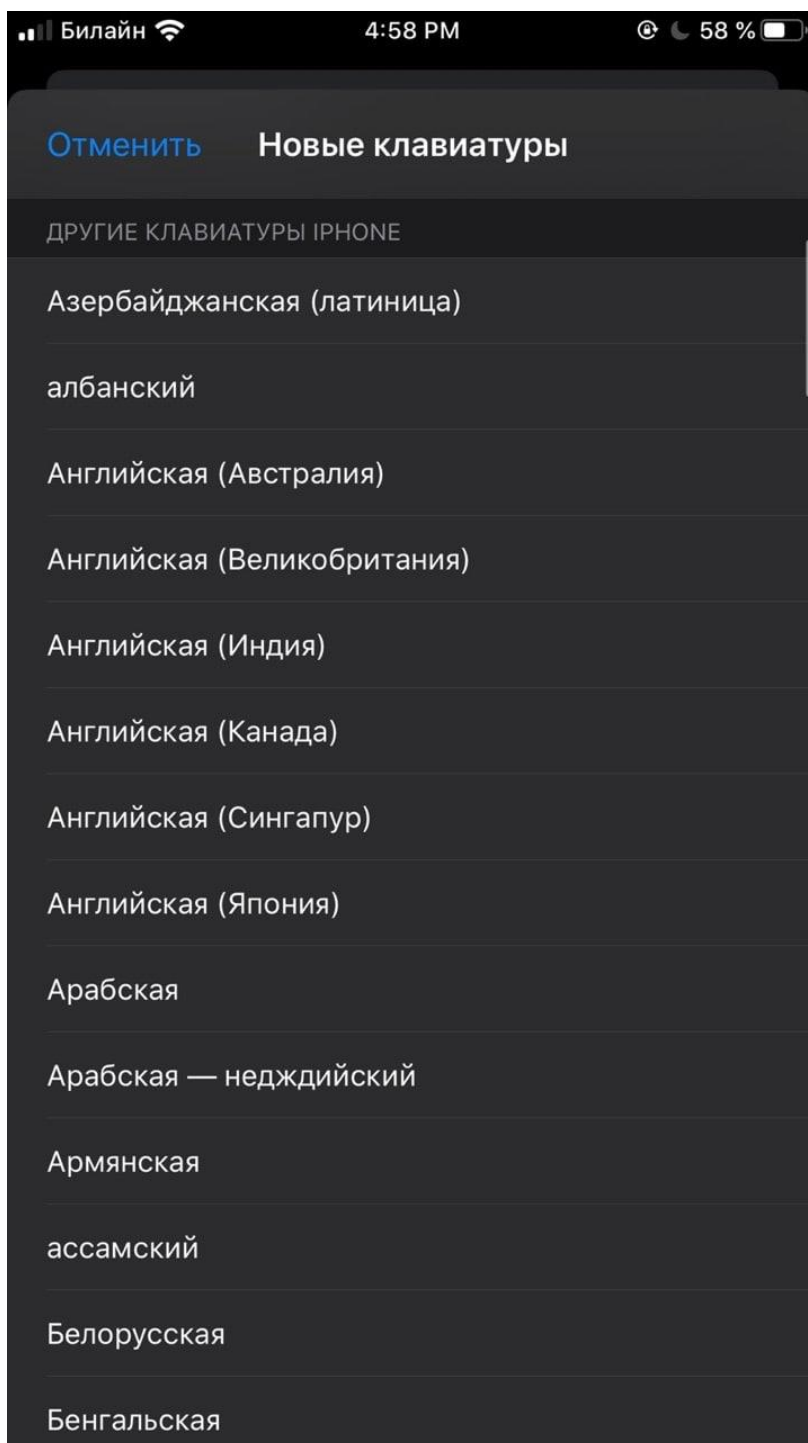 Билайн 4:58 PM 58 %
Отменить Новые клавиатуры
ДРУГИЕ КЛАВИАТУРЫ IPHONE
Азербайджанская (латиница)
албанский
Английская (Австралия)
Английская (Великобритания)
Английская (Индия)
Английская (Канада)
Английская (Сингапур)
Английская (Япония)
Арабская
Арабская — недждийский
Армянская
ассамский
Белорусская
Бенгальская